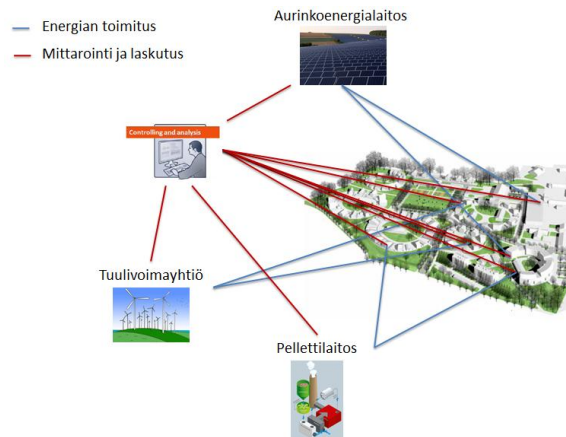 Energian toimitus
Mittarointi ja laskutus
Aurinkoenergialaitos
Controlling and analysis
Tuulivoimayhtiö
Pellettilaitos